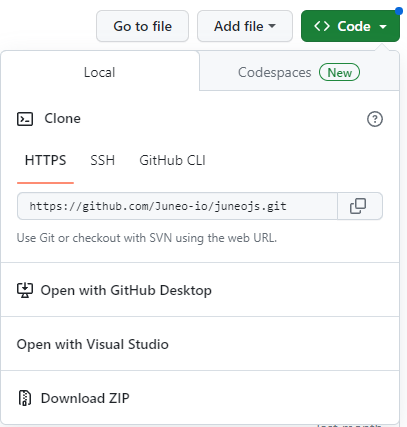 Go to file
Add file
<> Code
Local
Codespaces New
Clone
HTTPS SSH GitHub CLI
https://github.com/Juneo-io/juneojs.git
Use Git or checkout with SVN using the web URL.
Open with GitHub Desktop
Open with Visual Studio
Download ZIP
last month